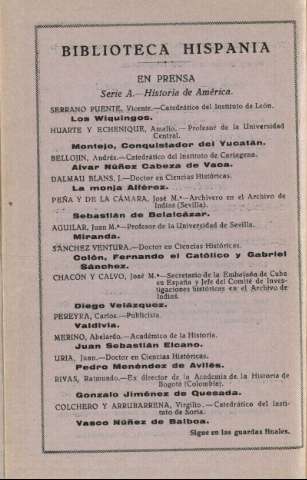 BIBLIOTECA HISPANIA
EN PRENSA
Serie A.—Historia de América.
SERRANO PUENTE, Vicente.—Catedrático del Instituto de León.
Los Wiquingos.
HUARTE Y ECHENIQUE, Amalio.—Profesor de la Universidad
Central.
Montejo, Conquistador del Yucatán.
BELLOJIN, Andrés.—Catedrático del Instituto de Cartagena.
Alvar Núñez Cabeza de Vaca.
DALMAU BLANS, J.—Doctor en Ciencias Históricas.
La monja Alférez.
PEÑA Y DE LA CÁMARA, José M.ª—Archivero en el Archivo de
Indias (Sevilla).
Sebastián de Belalcázar.
AGUILAR, Juan M.ª—Profesor de la Universidad de Sevilla.
Miranda.
SÁNCHEZ VENTURA.—Doctor en Ciencias Históricas.
Colón, Fernando el Católico y Gabriel
Sánchez.
CHACÓN Y CALVO, José M.ª—Secretario de la Embajada de Cuba
en España y Jefe del Comité de Inves-
tigaciones históricas en el Archivo de
Indias.
Diego Velázquez.
PEREYRA, Carlos.—Publicista.
Valdivia.
MERINO, Abelardo.—Académico de la Historia.
Juan Sebastián Elcano.
URIA, Juan.—Doctor en Ciencias Históricas.
Pedro Menéndez de Avilés.
RIVAS, Raimundo.—Ex director de la Academia de la Historia de
Bogotá (Colombia).
Gonzalo Jiménez de Quesada.
COLCHERO Y ARRUBARRENA, Virgilio.—Catedrático del Insti-
tuto de Soria.
Vasco Núñez de Balboa.
Sigue en las guardas finales.